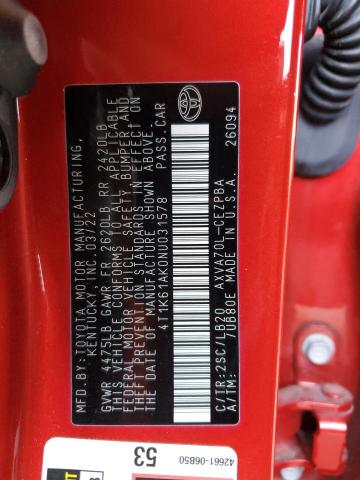 MFD.BY:TOYOTA MOTOR MANUFACTURING,
KENTUCKY,INC.03/22
GVWR 4475LB GAWR FR 2620LB RR 2420LB
THIS VEHICLE CONFORMS TO ALL APPLICABLE
FEDERAL MOTOR VEHICLE SAFETY, BUMPER, AND
THEFT PREVENTION STANDARDS IN EFFECT ON
THE DATE OF MANUFACTURE SHOWN ABOVE.
4T1K61AK0NU031578 PASS.CAR
C/TR:2SC/LB20 AXVA70L-CEZPBA
A/TM: 7UB80E MADE IN U.S.A. 26094
53
42661-06B50